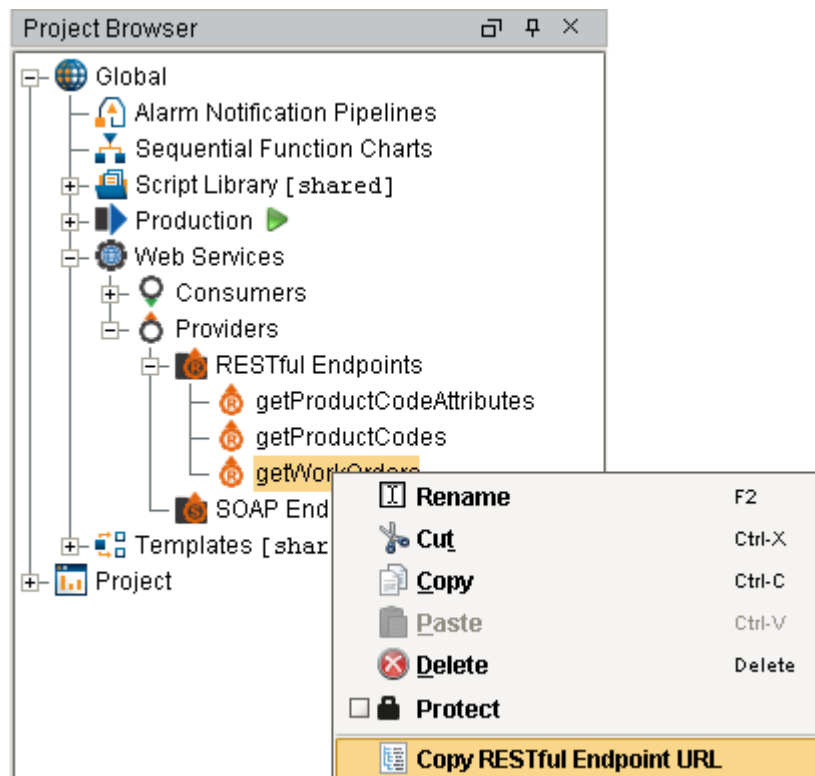 Project Browser
Global
Alarm Notification Pipelines
Sequential Function Charts
Script Library [shared]
Production
Web Services
Consumers
Providers
RESTful Endpoints
getProductCodeAttributes
getProductCodes
getWorkOrders
SOAP End
Templates [shar
Project
Rename F2
Cut Ctrl-X
Copy Ctrl-C
Paste Ctrl-V
Delete Delete
Protect
Copy RESTful Endpoint URL